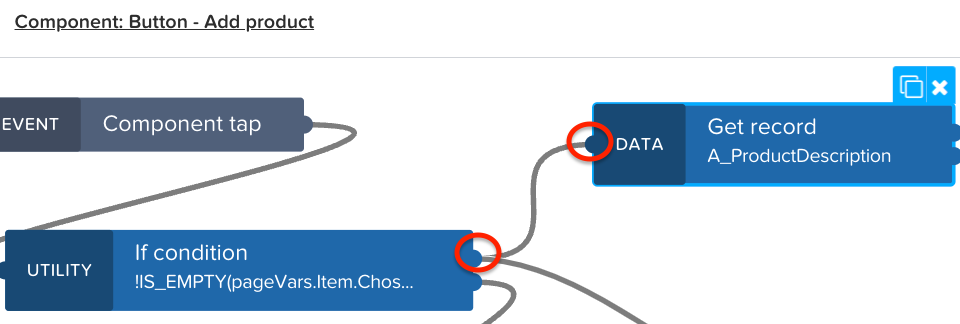 Component: Button - Add product
EVENT
Component tap
DATA
Get record
A_ProductDescription
UTILITY
If condition
!IS_EMPTY(pageVars.Item.Chos...